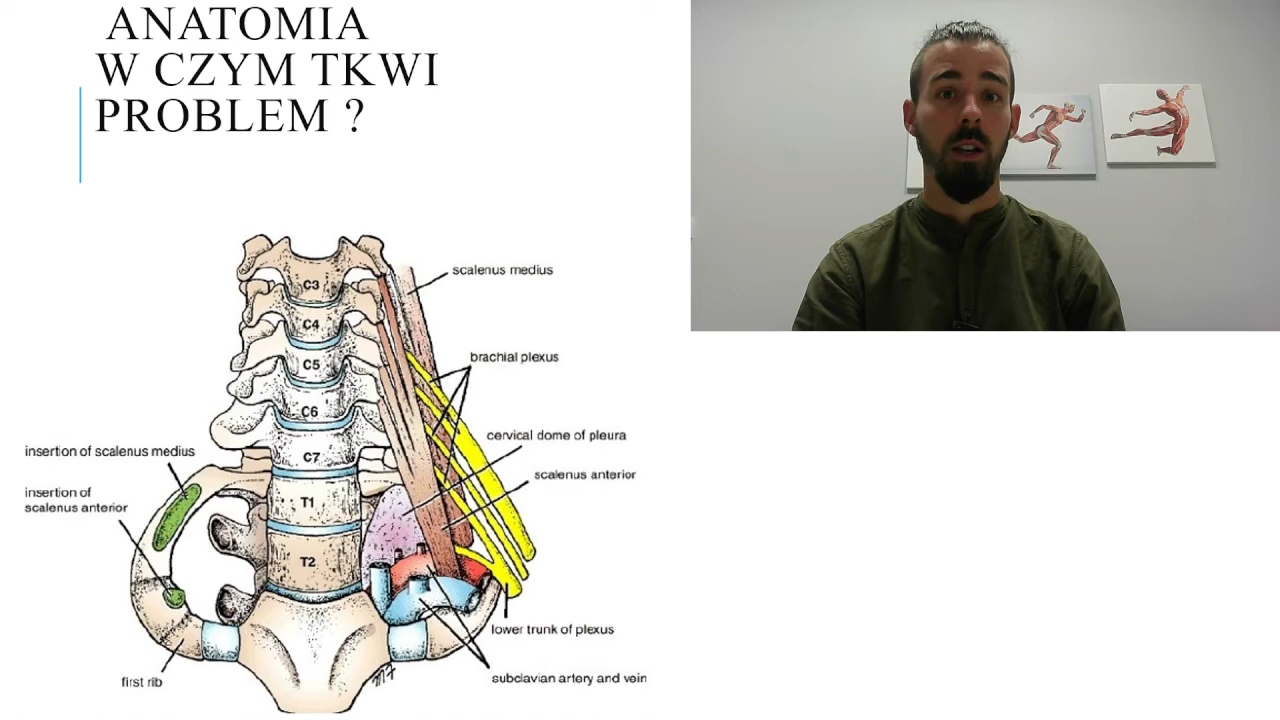 ANATOMIA
W CZYM TKWI
PROBLEM ?
scalenus medius
C3
C4
brachial plexus
C5
C6
cervical dome of pleura
insertion of scalenus medius
C7
scalenus anterior
insertion of
scalenus anterior
T1
T2
lower trunk of plexus
first rib
subclavian artery and vein